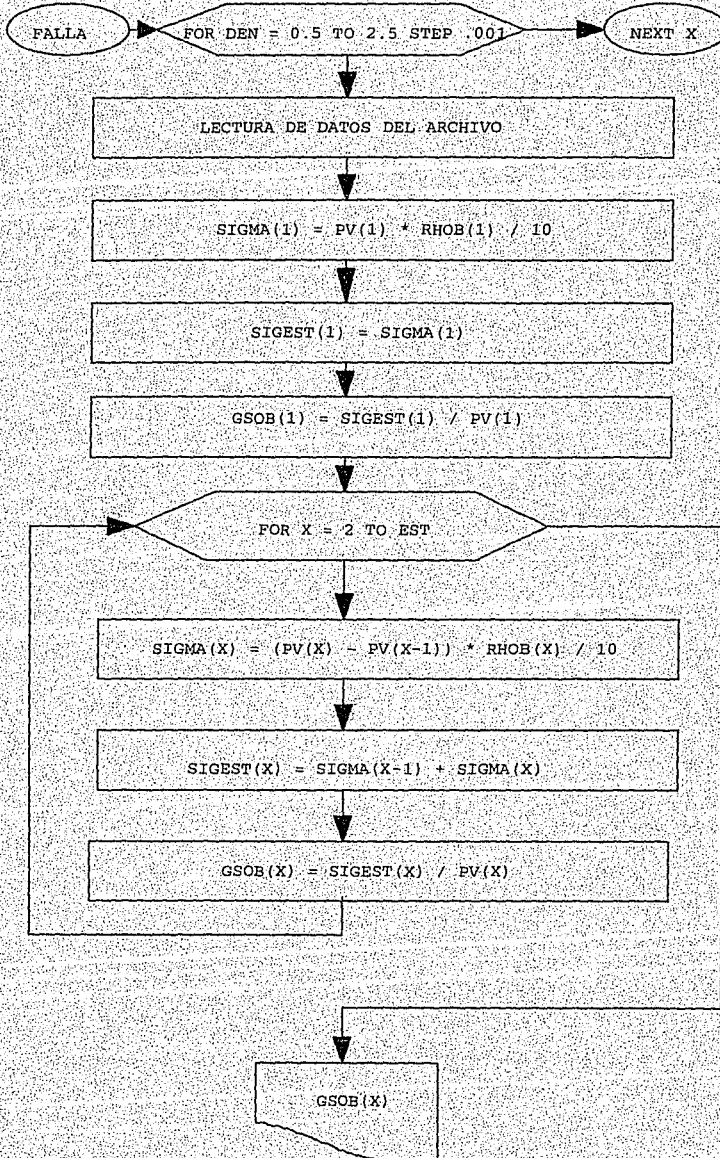 FALLA
FOR DEN = 0.5 TO 2.5 STEP .001
NEXT X
LECTURA DE DATOS DEL ARCHIVO
SIGMA(1) = PV(1) * RHOB(1) / 10
SIGEST(1) = SIGMA(1)
GSOB(1) = SIGEST(1) / PV(1)
FOR X = 2 TO EST
SIGMA(X) = (PV(X) - PV(X-1)) * RHOB(X) / 10
SIGEST(X) = SIGMA(X-1) + SIGMA(X)
GSOB(X) = SIGEST(X) / PV(X)
GSOB(X)